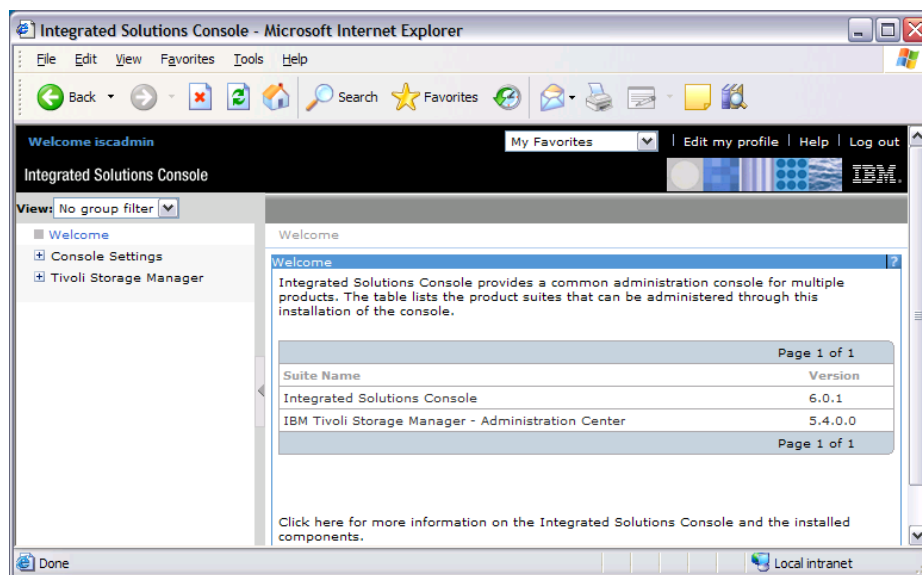 Integrated Solutions Console - Microsoft Internet Explorer
File Edit View Favorites Tools Help
Back Search Favorites
Welcome iscadmin My Favorites Edit my profile Help Log out
Integrated Solutions Console IBM.
View: No group filter
Welcome Welcome
Console Settings Welcome ?
Tivoli Storage Manager
Integrated Solutions Console provides a common administration console for multiple
products. The table lists the product suites that can be administered through this
installation of the console.
Page 1 of 1
Suite Name Version
Integrated Solutions Console 6.0.1
IBM Tivoli Storage Manager - Administration Center 5.4.0.0
Page 1 of 1
Click here for more information on the Integrated Solutions Console and the installed
components.
Done Local intranet